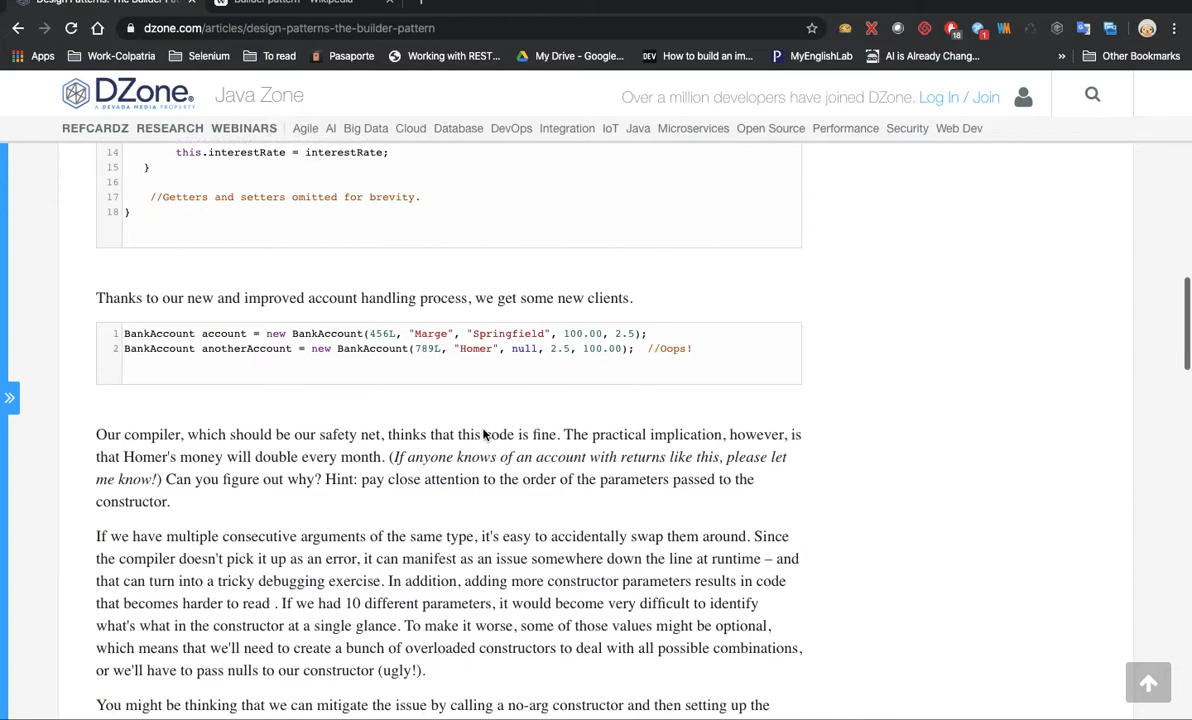 Design Patterns: The Builder Pat
Builder pattern - Wikipedia
dzone.com/articles/design-patterns-the-builder-pattern
18
1
Apps
Work-Colpatria
Selenium
To read
Pasaporte
Working with REST...
My Drive – Google...
DEV How to build an im...
MyEnglishLab
AI is Already Chang...
»
Other Bookmarks
DZone.
A DEVADA MEDIA PROPERTY
Java Zone
Over a million developers have joined DZone. Log In / Join
REFCARDZ RESEARCH WEBINARS Agile AI Big Data Cloud Database DevOps Integration IoT Java Microservices Open Source Performance Security Web Dev
14 this.interestRate = interestRate;
15 }
16
17 //Getters and setters omitted for brevity.
18 }
Thanks to our new and improved account handling process, we get some new clients.
1 BankAccount account = new BankAccount(456L, "Marge", "Springfield", 100.00, 2.5);
2 BankAccount anotherAccount = new BankAccount(789L, "Homer", null, 2.5, 100.00); //Oops!
Our compiler, which should be our safety net, thinks that this code is fine. The practical implication, however, is
that Homer's money will double every month. (If anyone knows of an account with returns like this, please let
me know!) Can you figure out why? Hint: pay close attention to the order of the parameters passed to the
constructor.
If we have multiple consecutive arguments of the same type, it's easy to accidentally swap them around. Since
the compiler doesn't pick it up as an error, it can manifest as an issue somewhere down the line at runtime – and
that can turn into a tricky debugging exercise. In addition, adding more constructor parameters results in code
that becomes harder to read . If we had 10 different parameters, it would become very difficult to identify
what's what in the constructor at a single glance. To make it worse, some of those values might be optional,
which means that we'll need to create a bunch of overloaded constructors to deal with all possible combinations,
or we'll have to pass nulls to our constructor (ugly!).
You might be thinking that we can mitigate the issue by calling a no-arg constructor and then setting up the